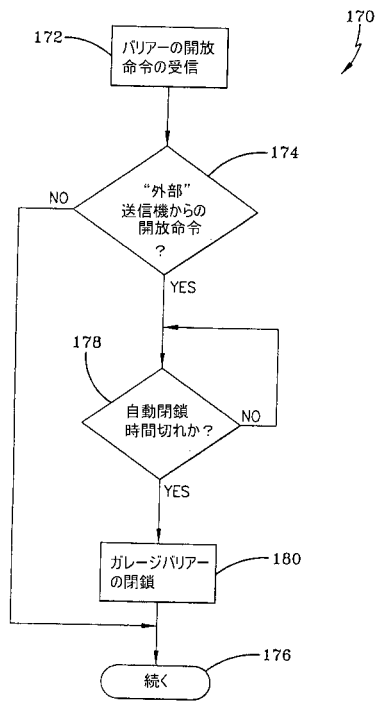 170
172
バリアーの開放
命令の受信
174
NO
“外部”
送信機からの
開放命令
?
YES
178
自動閉鎖
時間切れか?
NO
YES
ガレージバリアー
の閉鎖
180
続く
176